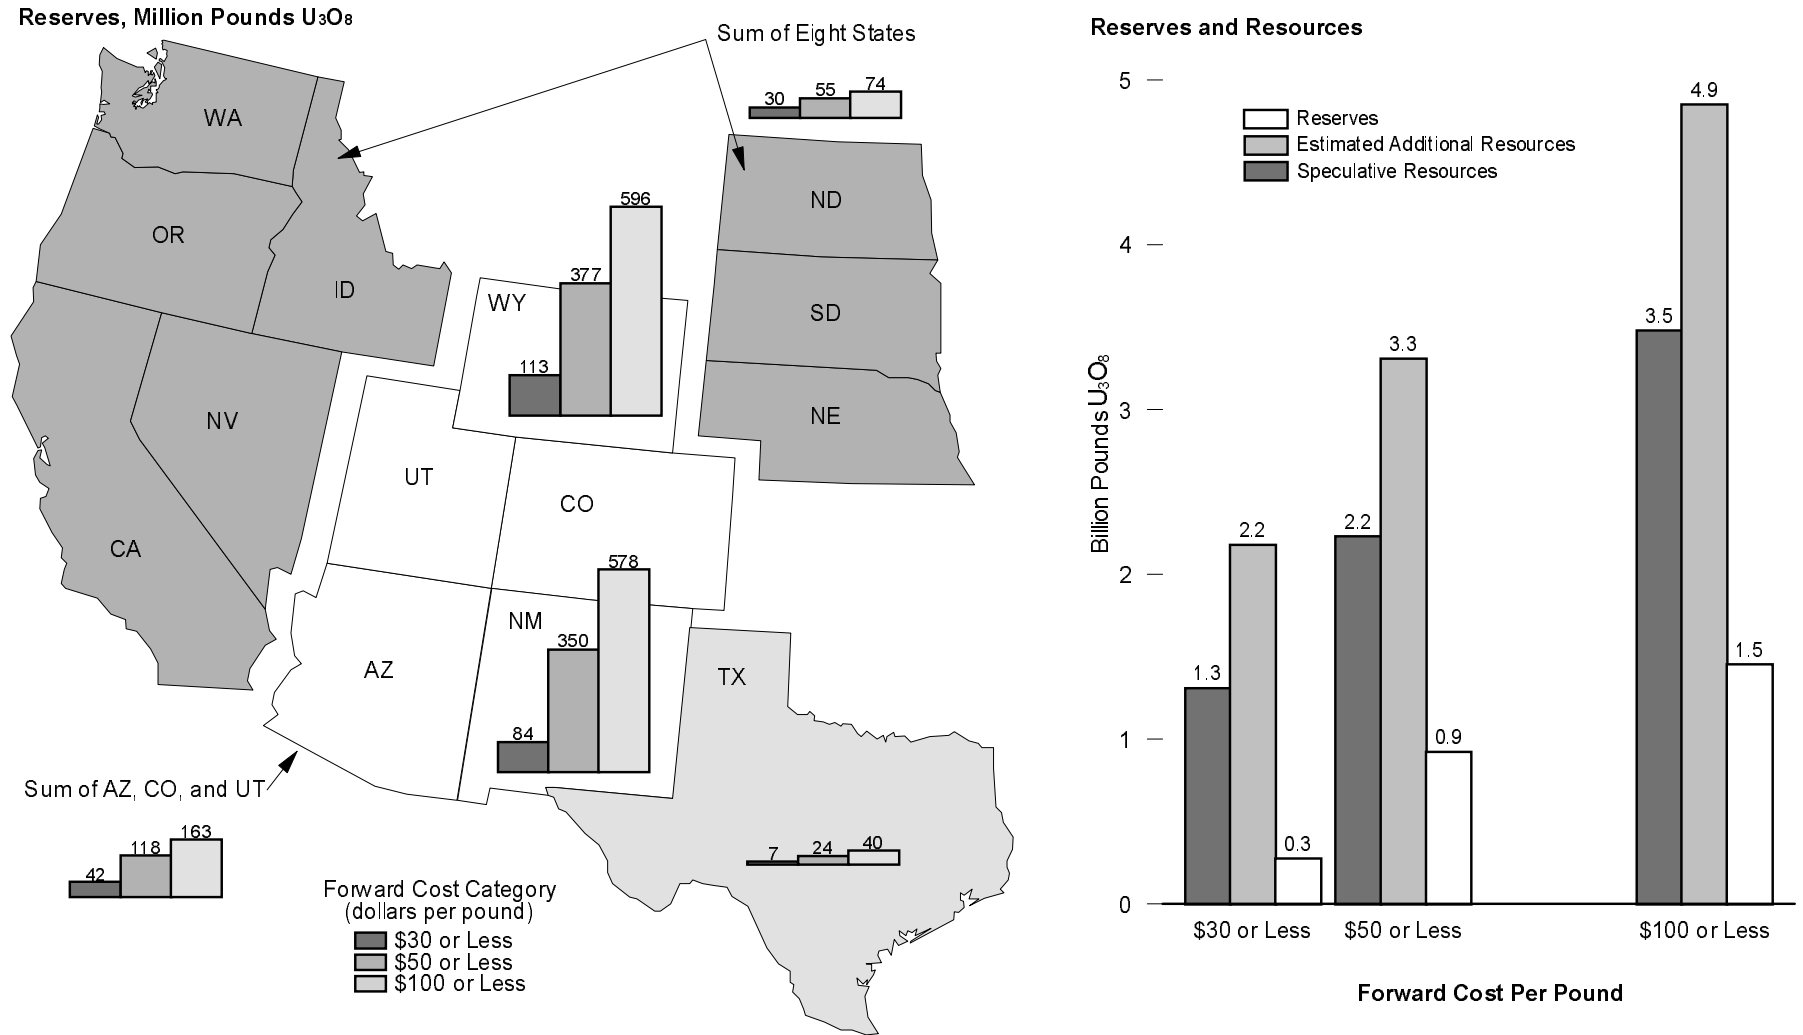 Reserves, Million Pounds U₃O₈
Sum of Eight States
30 55 74
WA
OR
ID
ND
SD
NE
NV
CA
WY
113 377 596
UT
CO
AZ
NM
84 350 578
TX
7 24 40
Sum of AZ, CO, and UT
42 118 163
Forward Cost Category
(dollars per pound)
$30 or Less
$50 or Less
$100 or Less
Reserves and Resources
Reserves
Estimated Additional Resources
Speculative Resources
Billion Pounds U₃O₈
5
4
3
2
1
0
1.3 2.2 0.3
2.2 3.3 0.9
3.5 4.9 1.5
$30 or Less $50 or Less $100 or Less
Forward Cost Per Pound